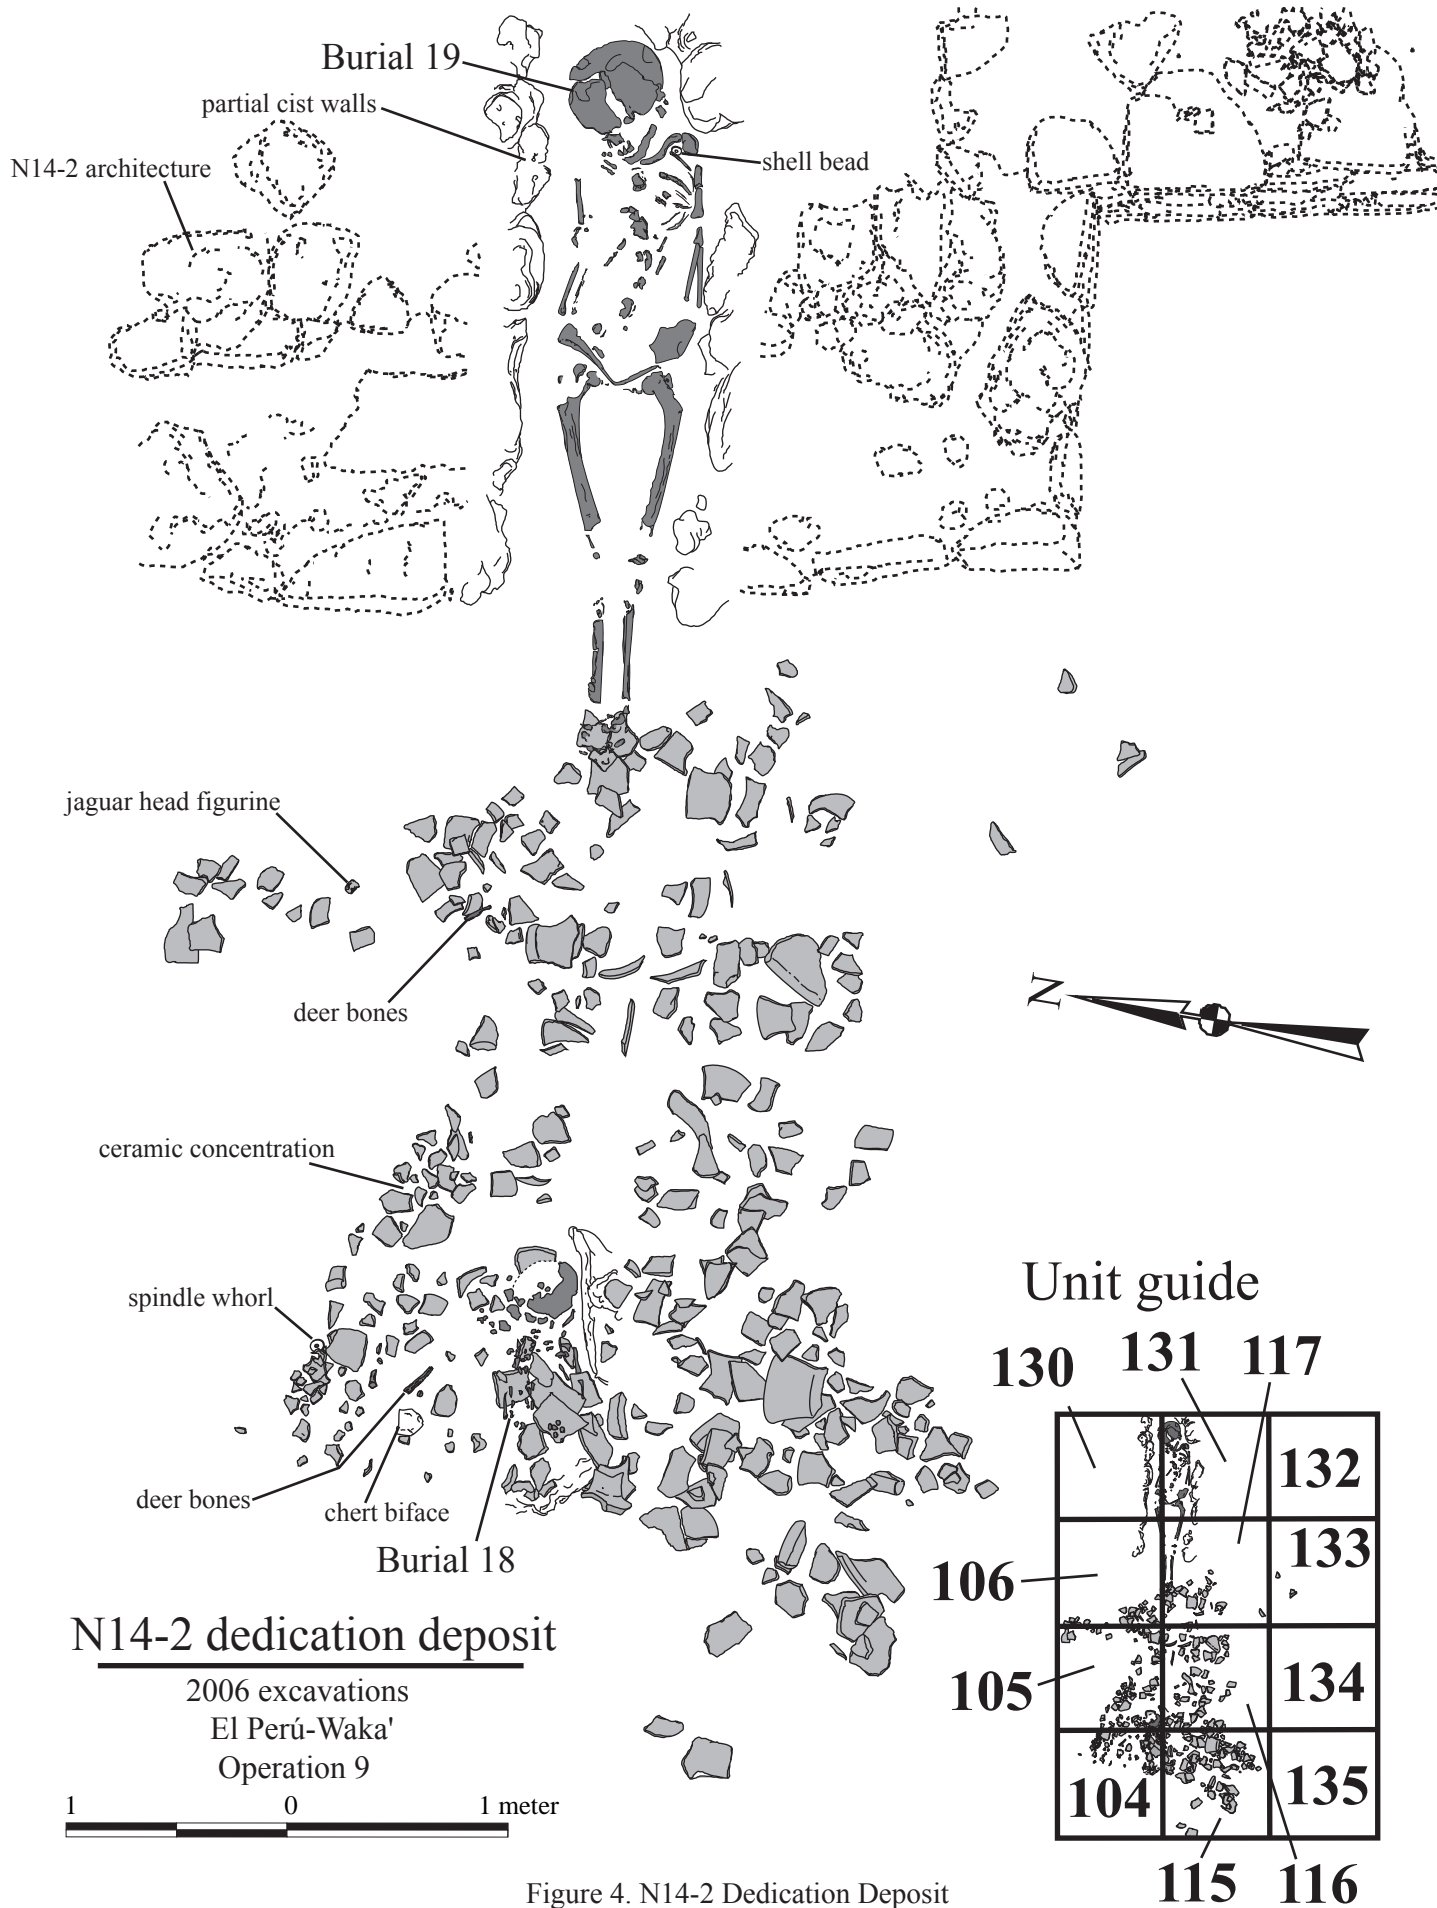 Burial 19
partial cist walls
N14-2 architecture
shell bead
jaguar head figurine
deer bones
N
ceramic concentration
spindle whorl
deer bones
chert biface
Burial 18
Unit guide
130
131
117
132
106
133
105
134
104
135
115
116
N14-2 dedication deposit
2006 excavations
El Perú-Waka'
Operation 9
1 0 1 meter
Figure 4. N14-2 Dedication Deposit